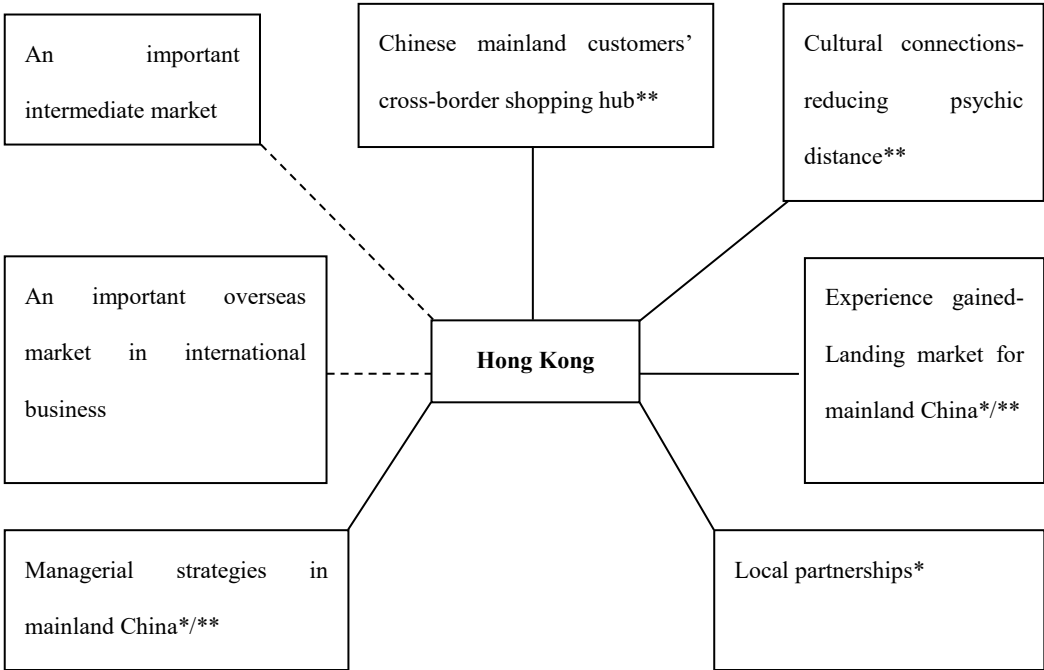 An important
intermediate market
Chinese mainland customers’
cross-border shopping hub**
Cultural connections-
reducing psychic
distance**
An important overseas
market in international
business
Hong Kong
Experience gained-
Landing market for
mainland China*/**
Managerial strategies in
mainland China*/**
Local partnerships*